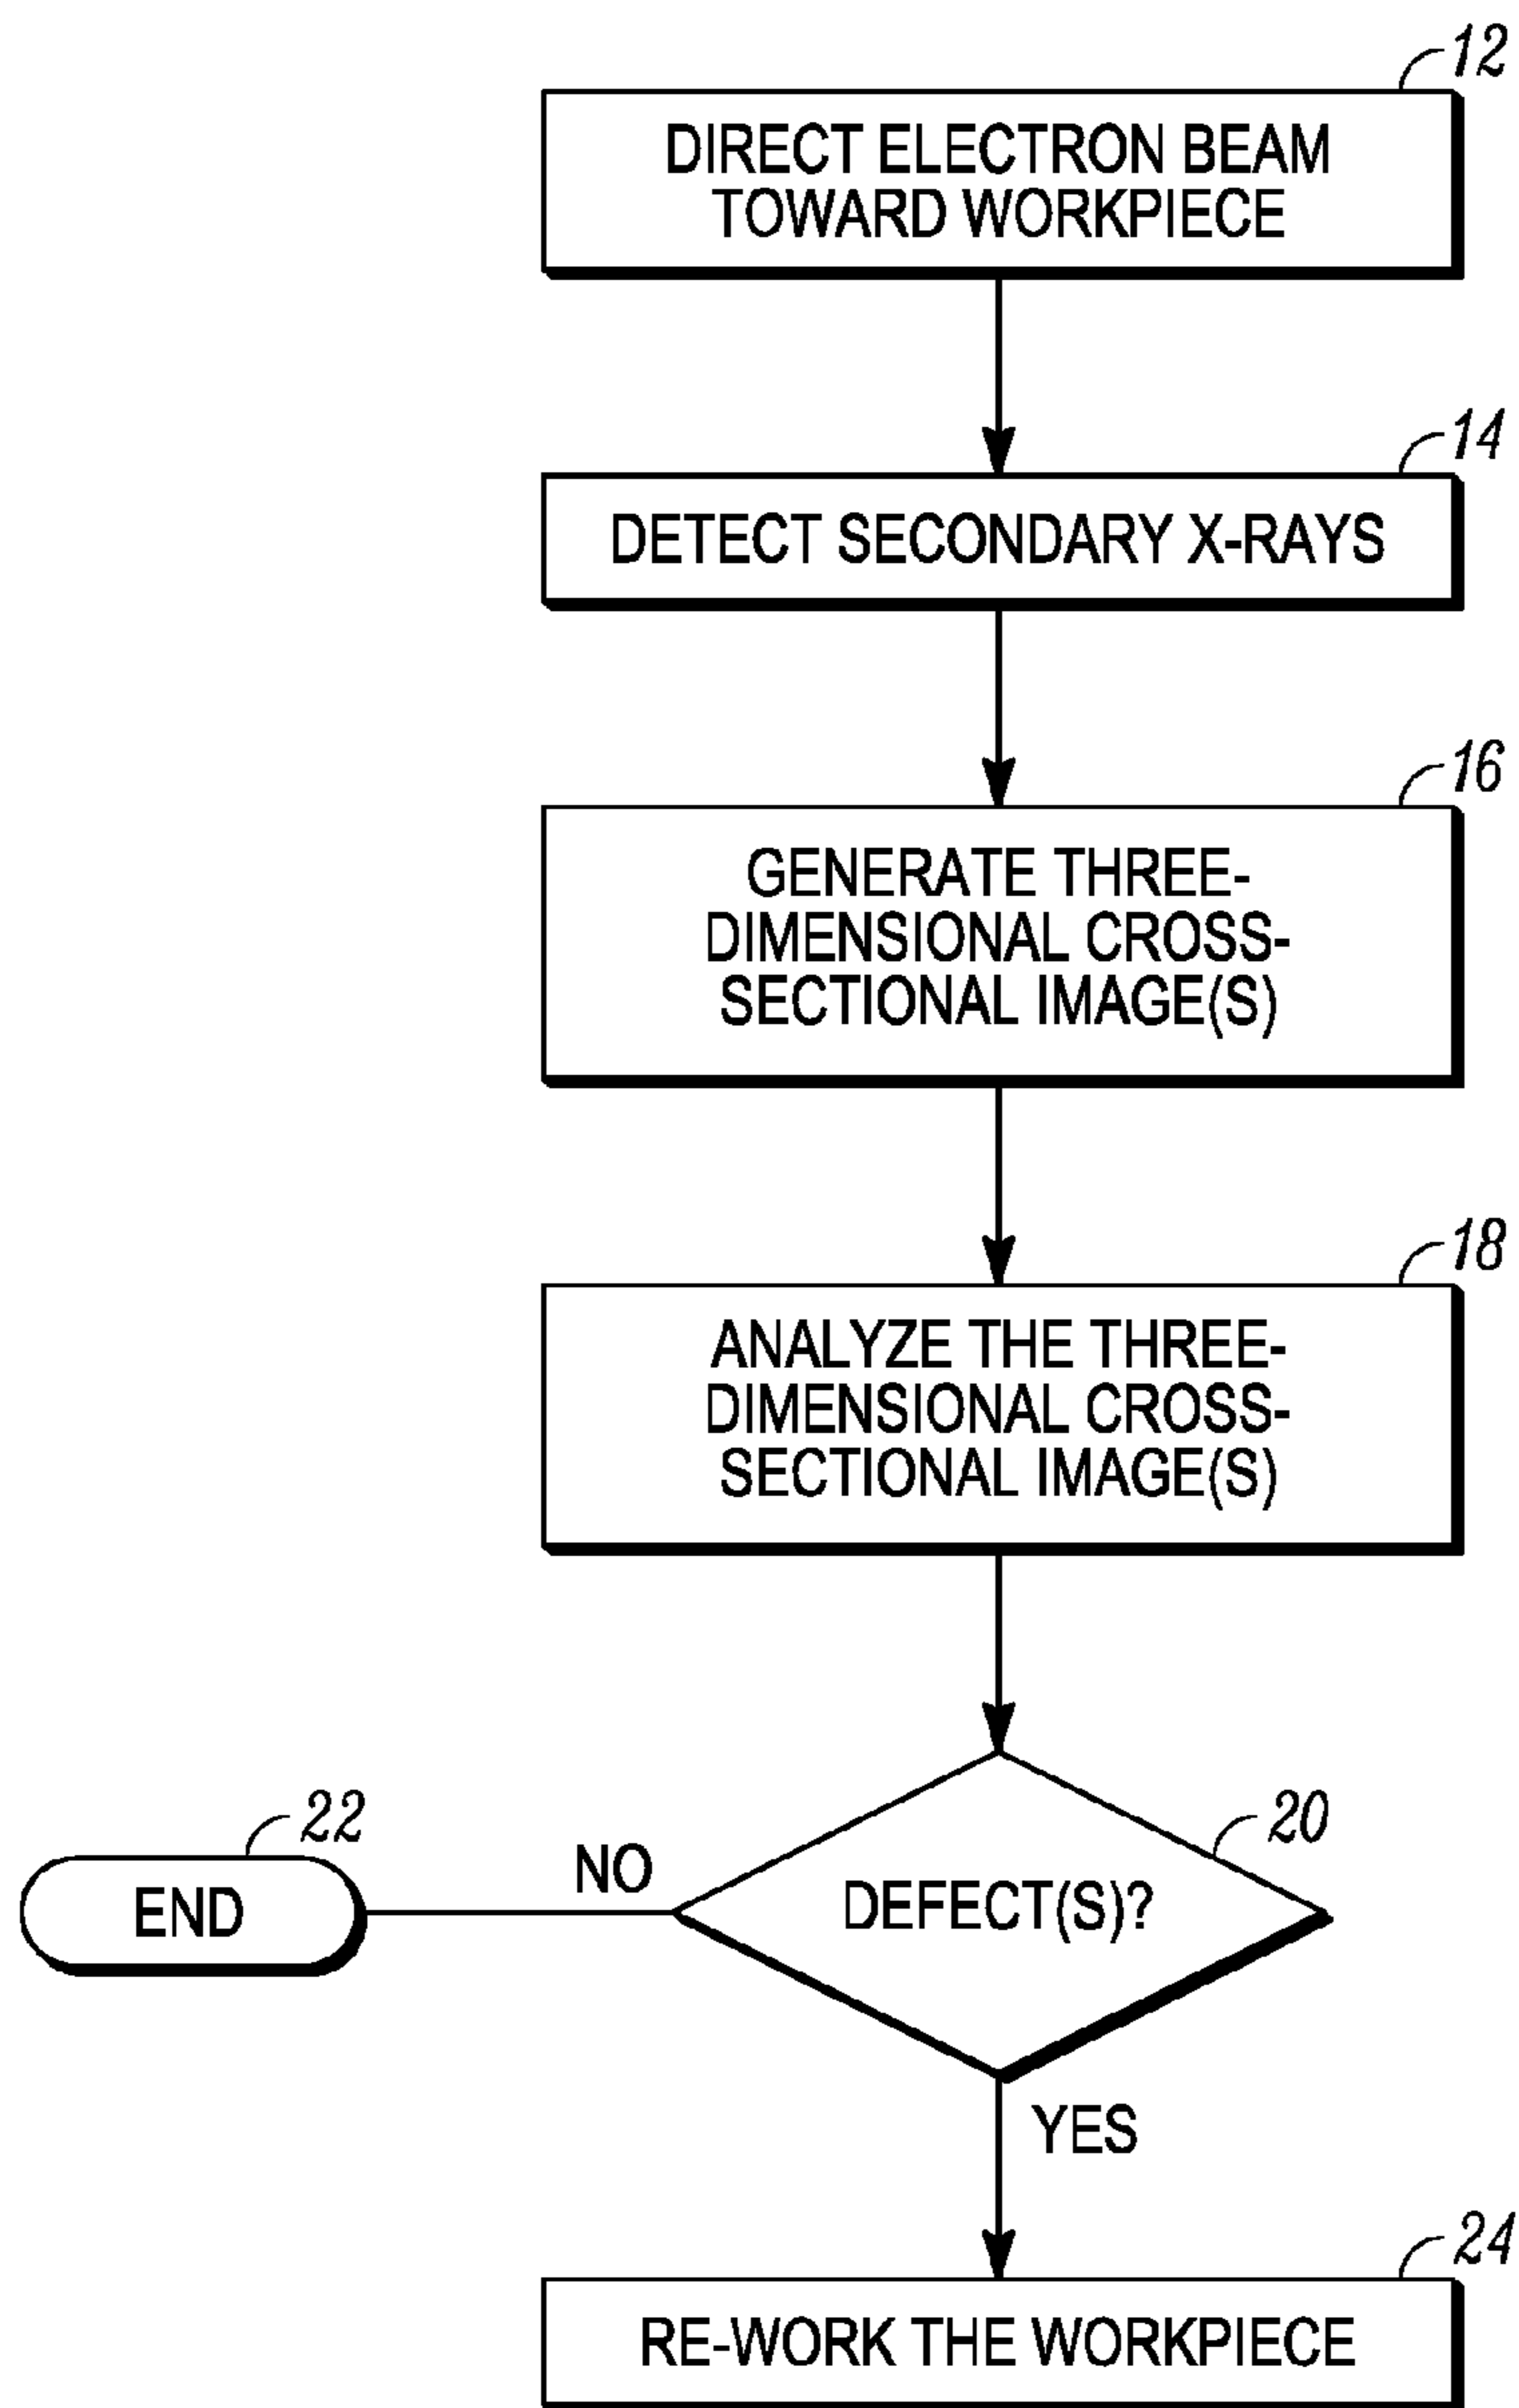 12
DIRECT ELECTRON BEAM
TOWARD WORKPIECE
14
DETECT SECONDARY X-RAYS
16
GENERATE THREE-
DIMENSIONAL CROSS-
SECTIONAL IMAGE(S)
18
ANALYZE THE THREE-
DIMENSIONAL CROSS-
SECTIONAL IMAGE(S)
20
DEFECT(S)?
NO
22
END
YES
24
RE-WORK THE WORKPIECE